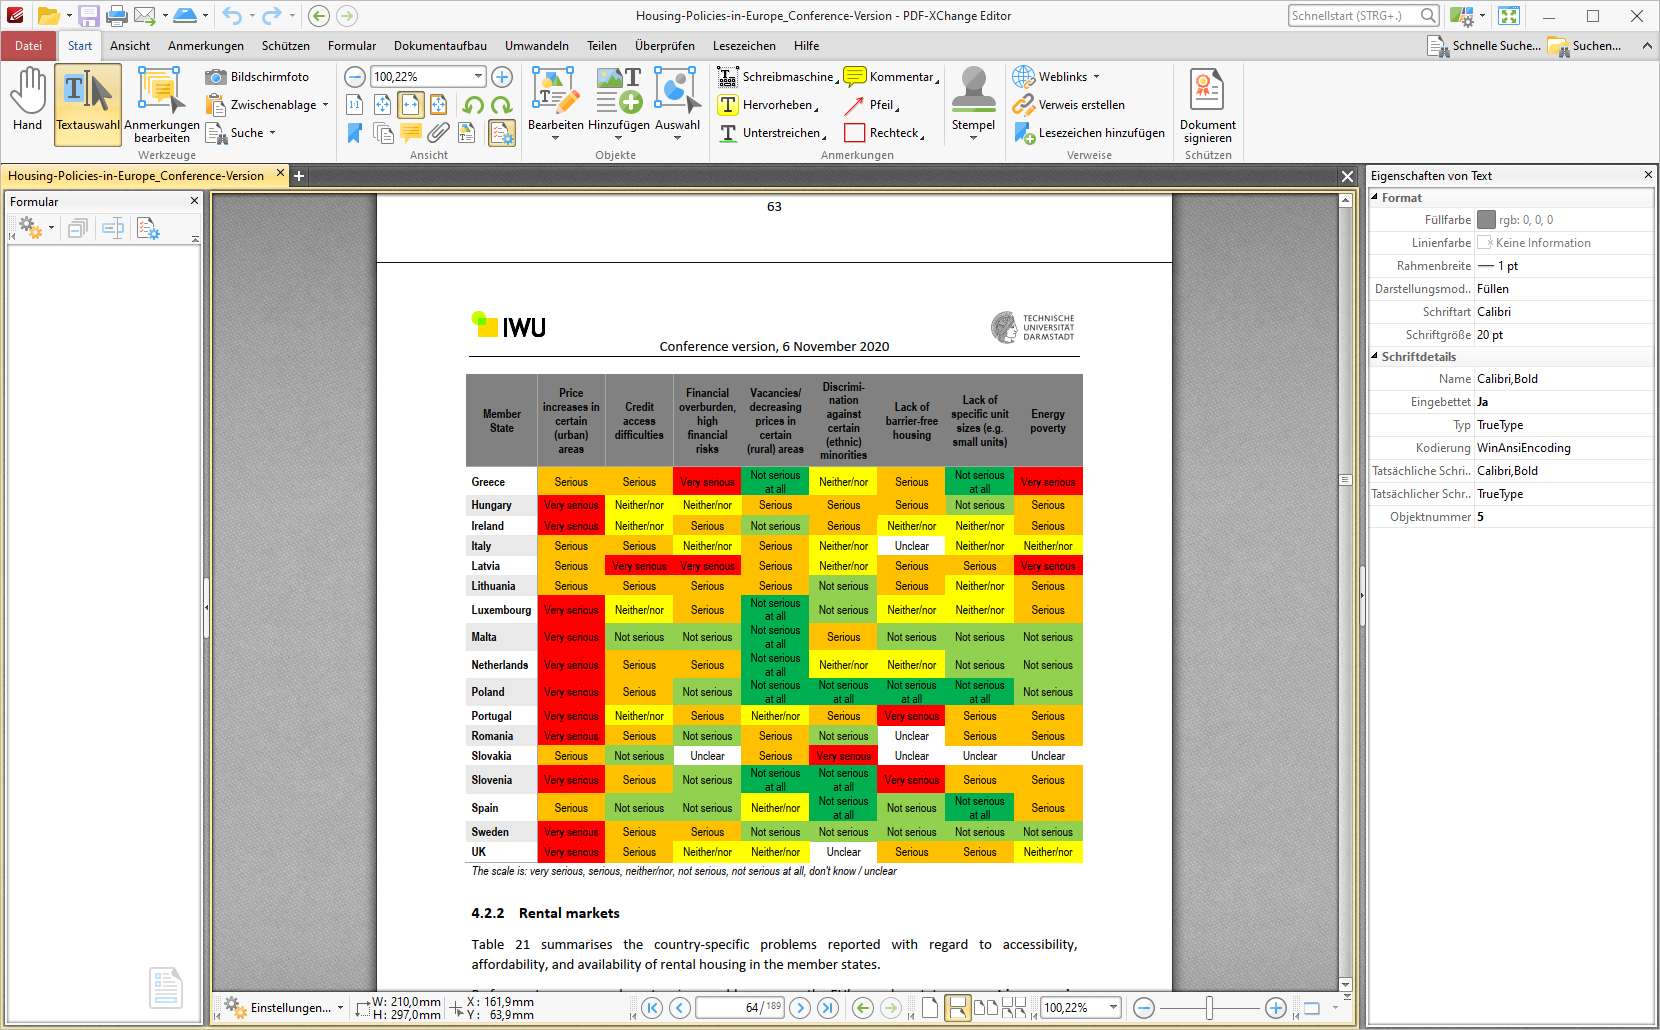 Housing-Policies-in-Europe_Conference-Version - PDF-XChange Editor
Schnellstart (STRG+.)
Datei Start Ansicht Anmerkungen Schützen Formular Dokumentaufbau Umwandeln Teilen Überprüfen Lesezeichen Hilfe
Schnelle Suche... Suchen...
Hand
Textauswahl
Anmerkungen bearbeiten
Bildschirmfoto
Zwischenablage
Suche
Werkzeuge
100,22%
1:1
Ansicht
Bearbeiten Hinzufügen Auswahl
Objekte
Schreibmaschine
Hervorheben
Unterstreichen
Kommentar
Pfeil
Rechteck
Anmerkungen
Stempel
Weblinks
Verweis erstellen
Lesezeichen hinzufügen
Verweise
Dokument signieren
Schützen
Housing-Policies-in-Europe_Conference-Version
Formular
63
IWU
TECHNISCHE
UNIVERSITÄT
DARMSTADT
Conference version, 6 November 2020
Member State | Price increases in certain (urban) areas | Credit access difficulties | Financial overburden, high financial risks | Vacancies/ decreasing prices in certain (rural) areas | Discrimi-nation against certain (ethnic) minorities | Lack of barrier-free housing | Lack of specific unit sizes (e.g. small units) | Energy poverty
Greece Serious Serious Very serious Not serious at all Neither/nor Serious Not serious at all Very serious
Hungary Very serious Neither/nor Neither/nor Serious Serious Serious Not serious Serious
Ireland Very serious Neither/nor Serious Not serious Serious Neither/nor Neither/nor Serious
Italy Serious Serious Neither/nor Serious Neither/nor Unclear Neither/nor Neither/nor
Latvia Serious Very serious Very serious Serious Neither/nor Serious Serious Very serious
Lithuania Serious Serious Serious Serious Not serious Serious Neither/nor Serious
Luxembourg Very serious Neither/nor Serious Not serious at all Not serious Neither/nor Neither/nor Serious
Malta Very serious Not serious Not serious Not serious at all Serious Not serious Not serious Not serious
Netherlands Very serious Serious Serious Not serious at all Neither/nor Neither/nor Not serious Not serious
Poland Very serious Serious Not serious Not serious at all Not serious at all Not serious at all Not serious at all Not serious
Portugal Very serious Neither/nor Serious Neither/nor Serious Very serious Serious Serious
Romania Very serious Serious Not serious Serious Not serious Unclear Serious Serious
Slovakia Serious Not serious Unclear Serious Very serious Unclear Unclear Unclear
Slovenia Very serious Serious Not serious Not serious at all Not serious at all Very serious Serious Serious
Spain Serious Not serious Not serious Neither/nor Not serious at all Not serious Not serious at all Serious
Sweden Very serious Serious Serious Not serious Not serious Not serious Not serious Not serious
UK Very serious Serious Neither/nor Neither/nor Unclear Serious Serious Neither/nor
The scale is: very serious, serious, neither/nor, not serious, not serious at all, don't know / unclear
4.2.2 Rental markets
Table 21 summarises the country-specific problems reported with regard to accessibility,
affordability, and availability of rental housing in the member states.
Eigenschaften von Text
Format
Füllfarbe rgb: 0, 0, 0
Linienfarbe Keine Information
Rahmenbreite 1 pt
Darstellungsmod.. Füllen
Schriftart Calibri
Schriftgröße 20 pt
Schriftdetails
Name Calibri,Bold
Eingebettet Ja
Typ TrueType
Kodierung WinAnsiEncoding
Tatsächliche Schri.. Calibri,Bold
Tatsächlicher Schr.. TrueType
Objektnummer 5
Einstellungen...
W: 210,0mm
H: 297,0mm
X: 161,9mm
Y: 63,9mm
64 / 189
100,22%